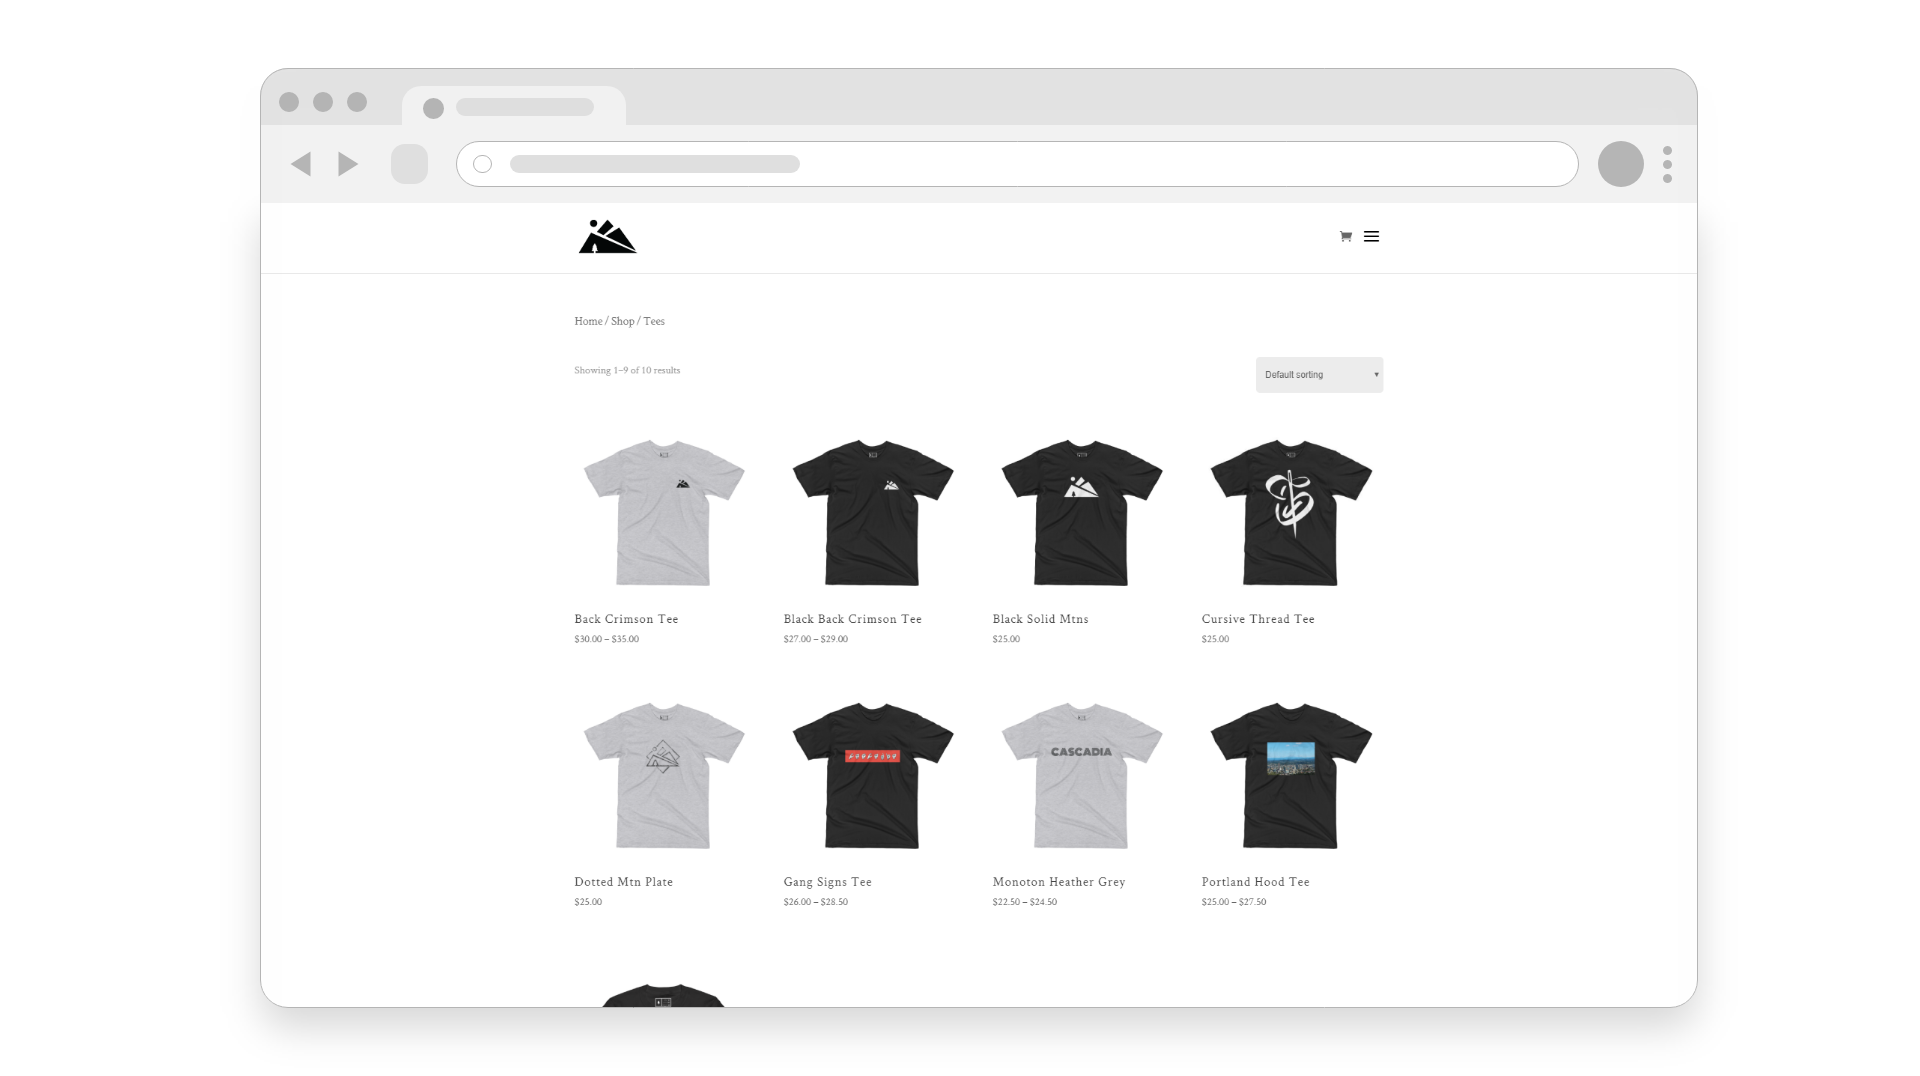 Home / Shop / Tees
Showing 1–9 of 10 results
Default sorting
Back Crimson Tee
$30.00 – $35.00
Black Back Crimson Tee
$27.00 – $29.00
Black Solid Mtns
$25.00
Cursive Thread Tee
$25.00
CASCADIA
Dotted Mtn Plate
$25.00
Gang Signs Tee
$26.00 – $28.50
Monoton Heather Grey
$22.50 – $24.50
Portland Hood Tee
$25.00 – $27.50